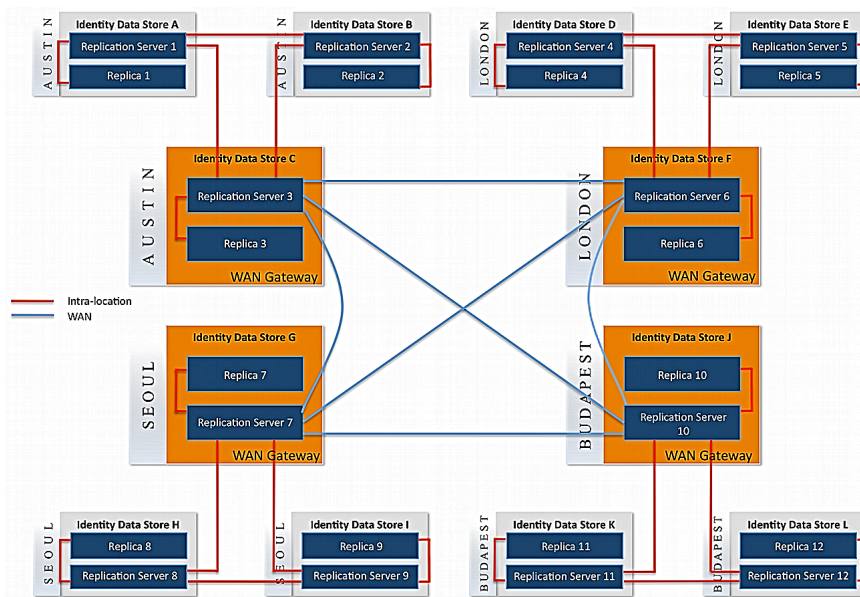 Identity Data Store A
AUSTIN
Replication Server 1
Replica 1
Identity Data Store B
AUSTIN
Replication Server 2
Replica 2
Identity Data Store D
LONDON
Replication Server 4
Replica 4
Identity Data Store E
LONDON
Replication Server 5
Replica 5
Identity Data Store C
AUSTIN
Replication Server 3
Replica 3
WAN Gateway
Identity Data Store F
LONDON
Replication Server 6
Replica 6
WAN Gateway
Intra-location
WAN
Identity Data Store G
SEOUL
Replica 7
Replication Server 7
WAN Gateway
Identity Data Store J
BUDAPEST
Replica 10
Replication Server
10
WAN Gateway
Identity Data Store H
SEOUL
Replica 8
Replication Server 8
Identity Data Store I
SEOUL
Replica 9
Replication Server 9
Identity Data Store K
BUDAPEST
Replica 11
Replication Server 11
Identity Data Store L
BUDAPEST
Replica 12
Replication Server 12